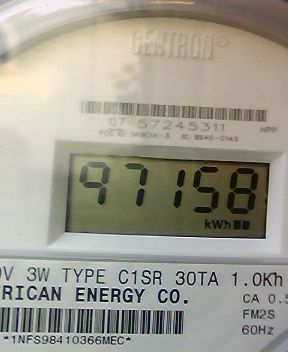 CENTRON®
07 57245311
HPP
97158
kWh
V 3W TYPE C1SR 30TA 1.0Kh
RICAN ENERGY CO.
CA 0.5
FM2S
60Hz
*1NFS98410366MEC*